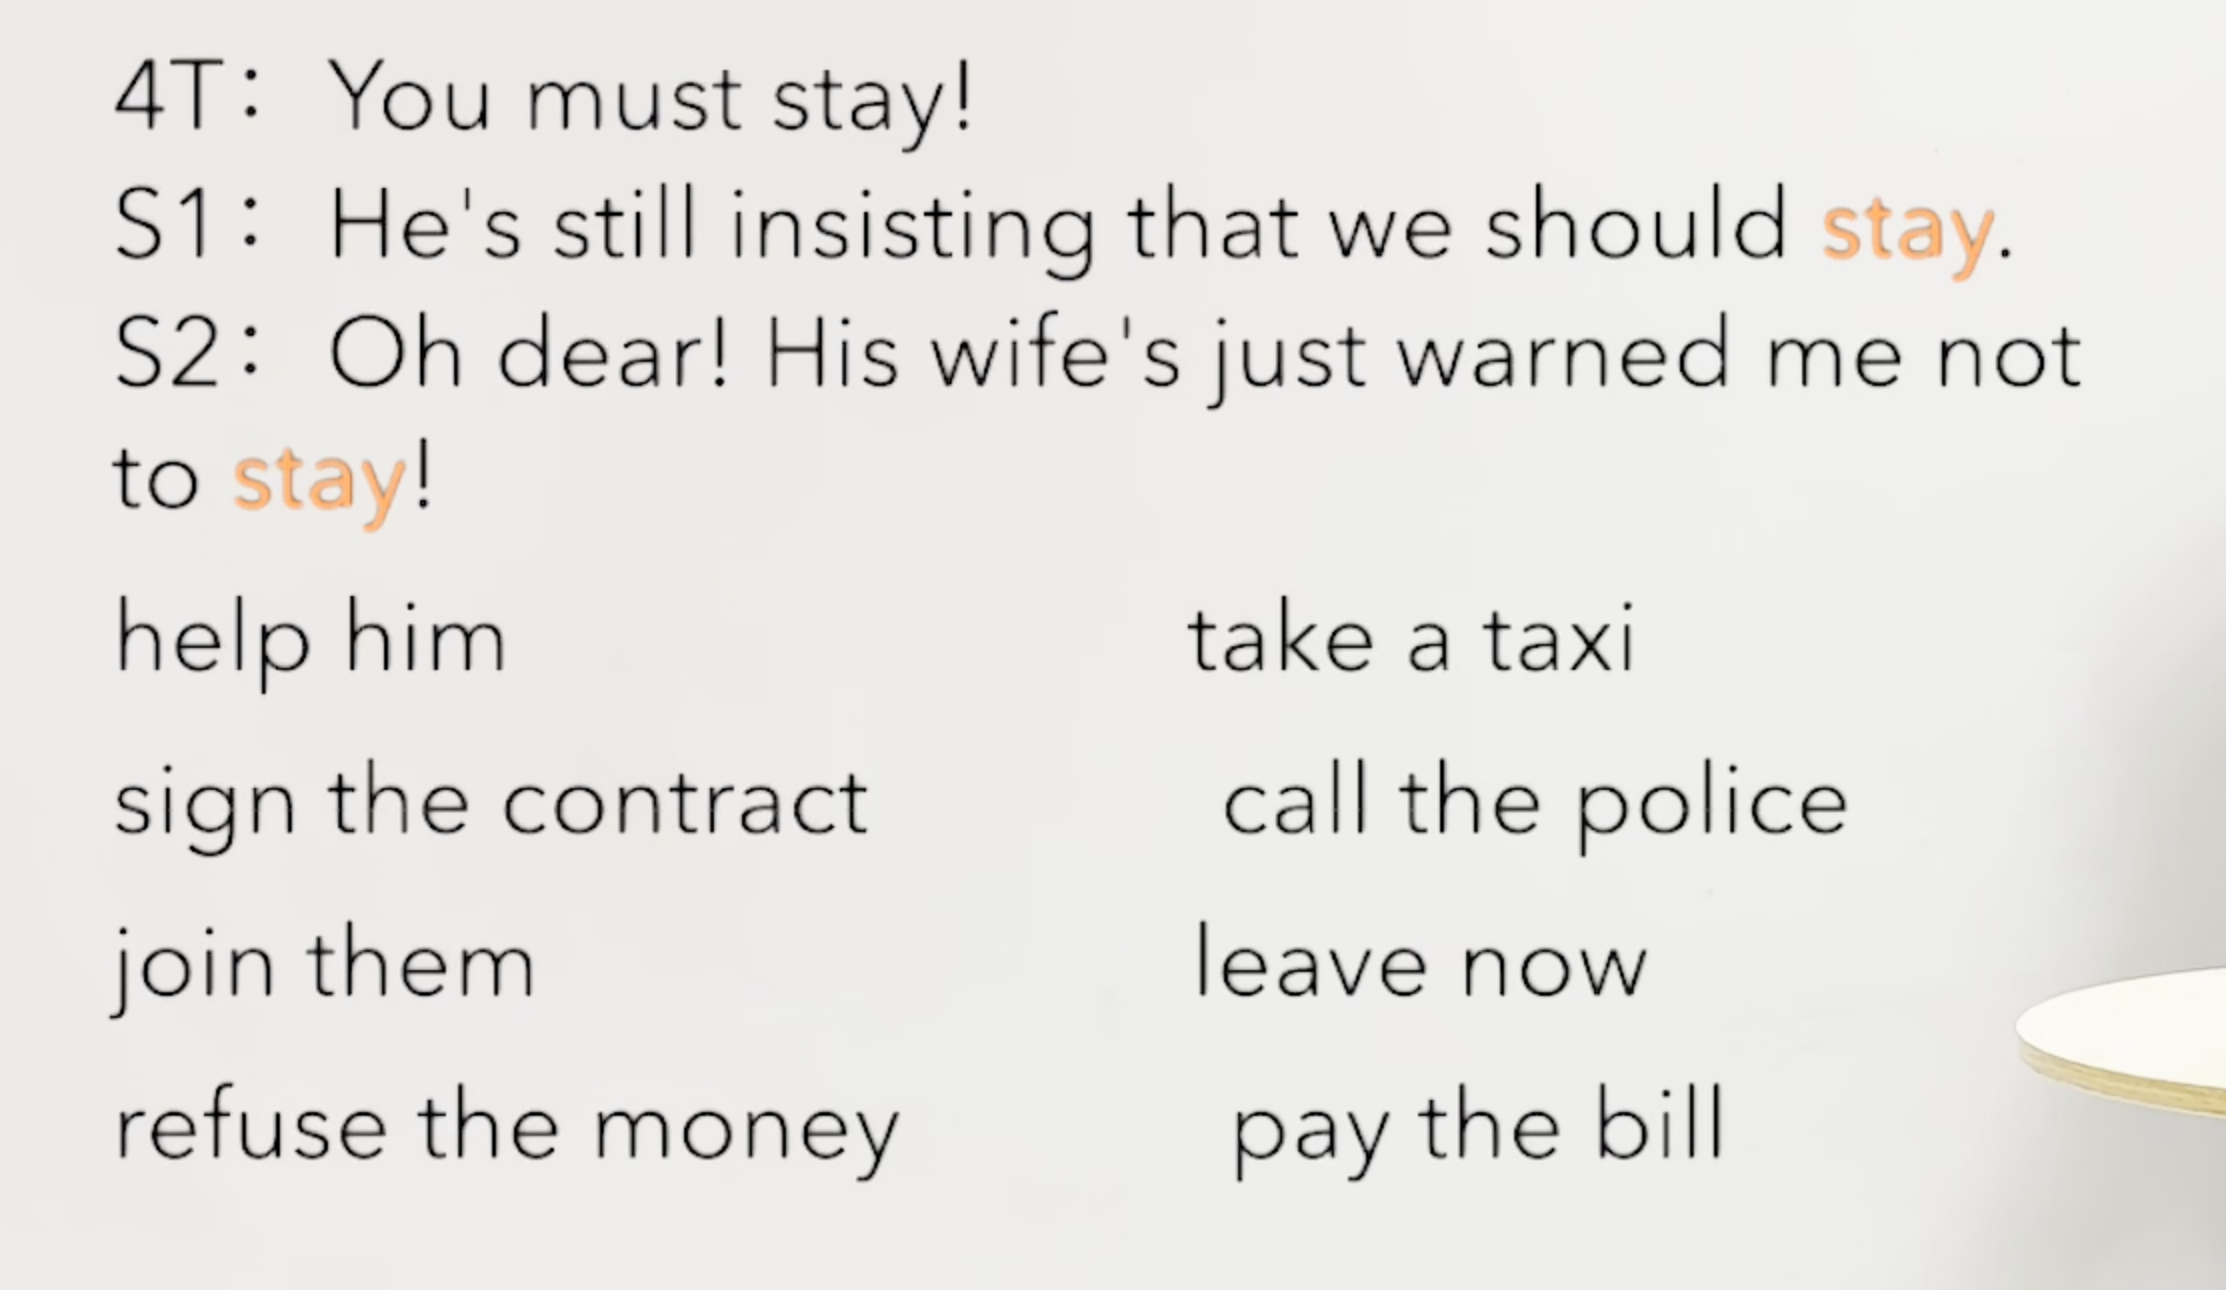 4T: You must stay!
S1: He's still insisting that we should stay.
S2: Oh dear! His wife's just warned me not
to stay!
help him take a taxi
sign the contract call the police
join them leave now
refuse the money pay the bill